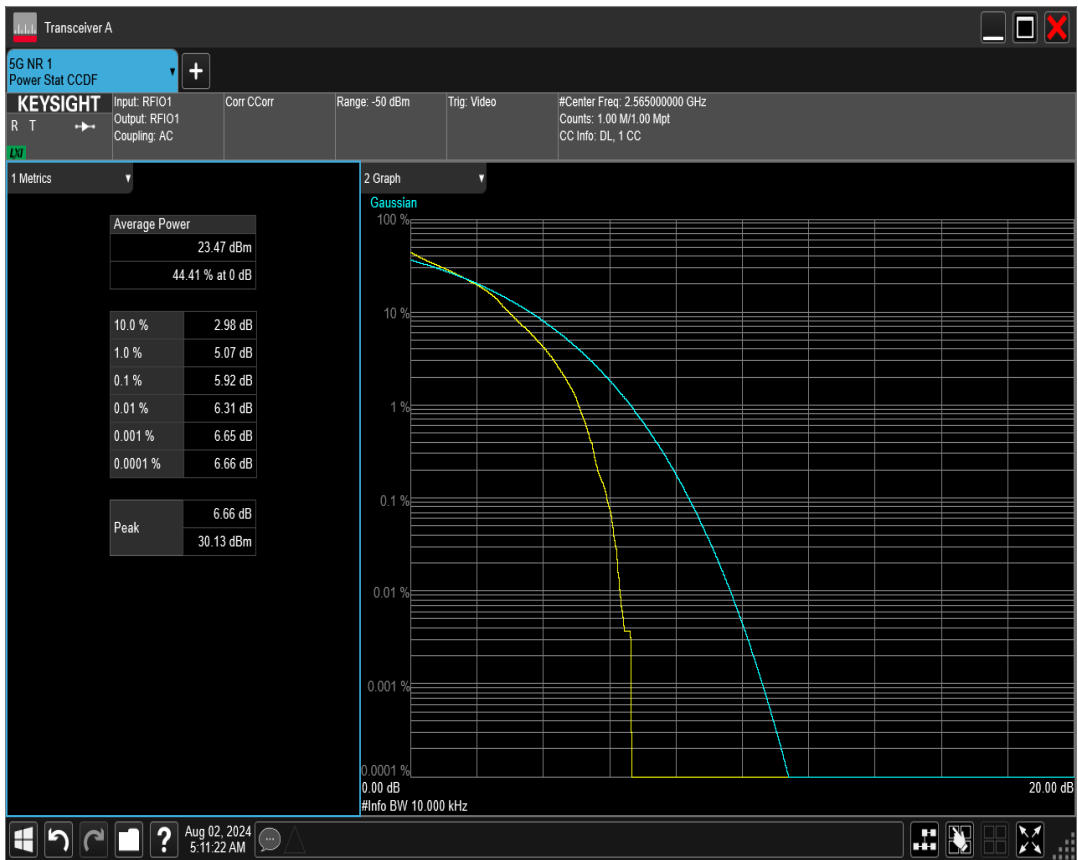 Transceiver A
5G NR 1
Power Stat CCDF
KEYSIGHT
R T
LXI
Input: RFIO1
Output: RFIO1
Coupling: AC
Corr CCorr
Range: -50 dBm
Trig: Video
#Center Freq: 2.565000000 GHz
Counts: 1.00 M/1.00 Mpt
CC Info: DL, 1 CC
1 Metrics
Average Power
23.47 dBm
44.41 % at 0 dB
10.0 % 2.98 dB
1.0 % 5.07 dB
0.1 % 5.92 dB
0.01 % 6.31 dB
0.001 % 6.65 dB
0.0001 % 6.66 dB
Peak
6.66 dB
30.13 dBm
2 Graph
Gaussian
100 %
10 %
1 %
0.1 %
0.01 %
0.001 %
0.0001 %
0.00 dB 20.00 dB
#Info BW 10.000 kHz
?
Aug 02, 2024
5:11:22 AM